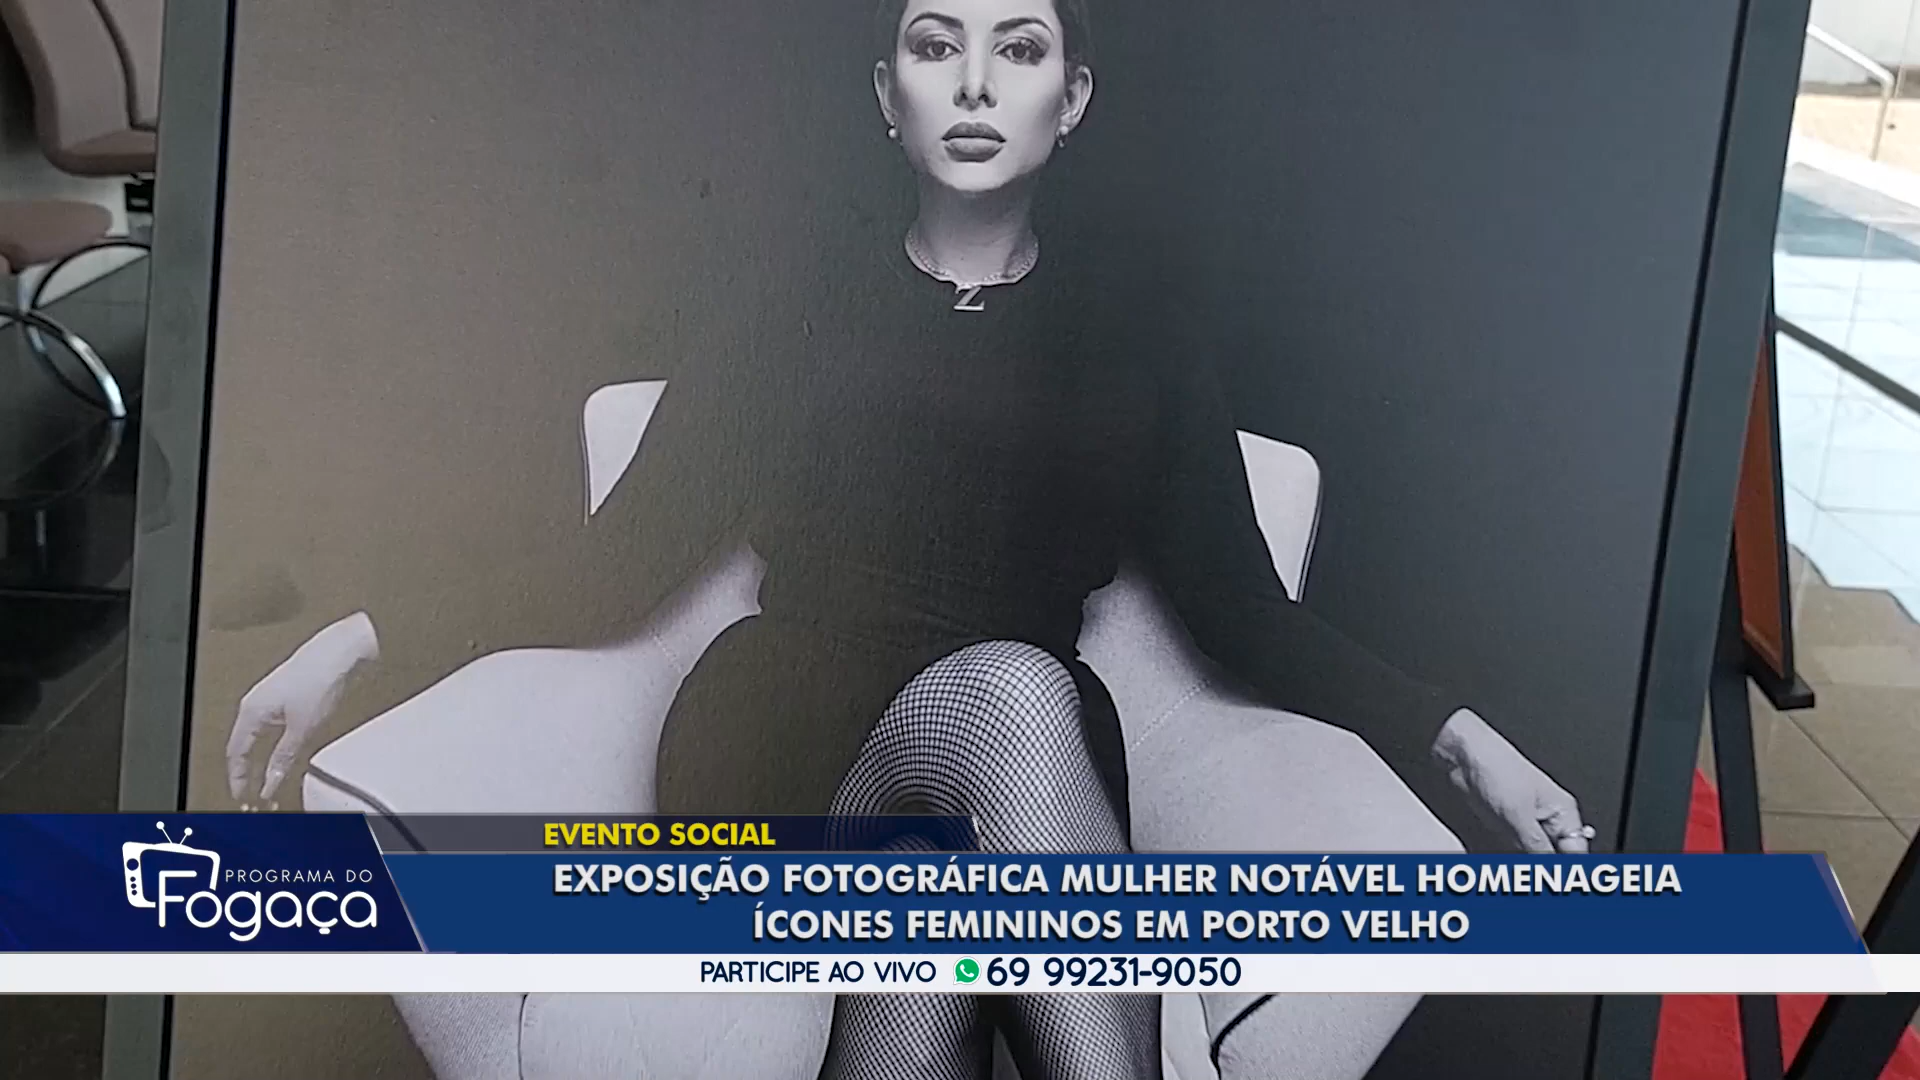 Z
EVENTO SOCIAL
PROGRAMA DO
Fogaça
EXPOSIÇÃO FOTOGRÁFICA MULHER NOTÁVEL HOMENAGEIA
ÍCONES FEMININOS EM PORTO VELHO
PARTICIPE AO VIVO 69 99231-9050